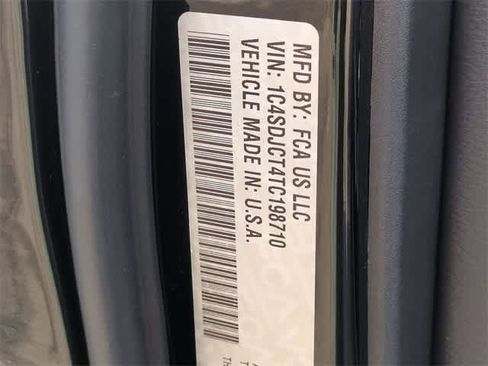 MFD BY: FCA US LLC
VIN: 1C4SDJCT4TC198710
VEHICLE MADE IN: U.S.A.